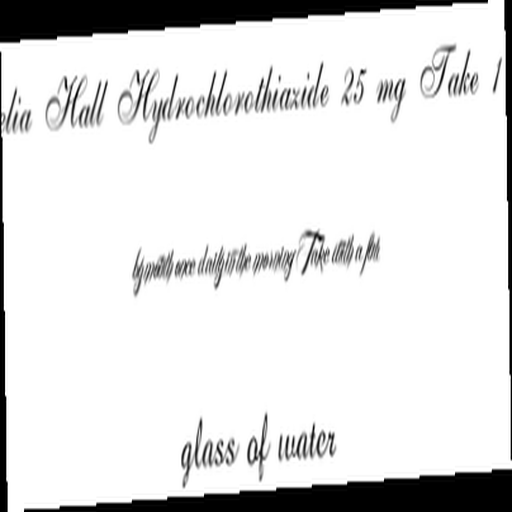 elia Hall Hydrochlorothiazide 25 mg Take 1
by mouth once daily in the morning Take with a
glass of water